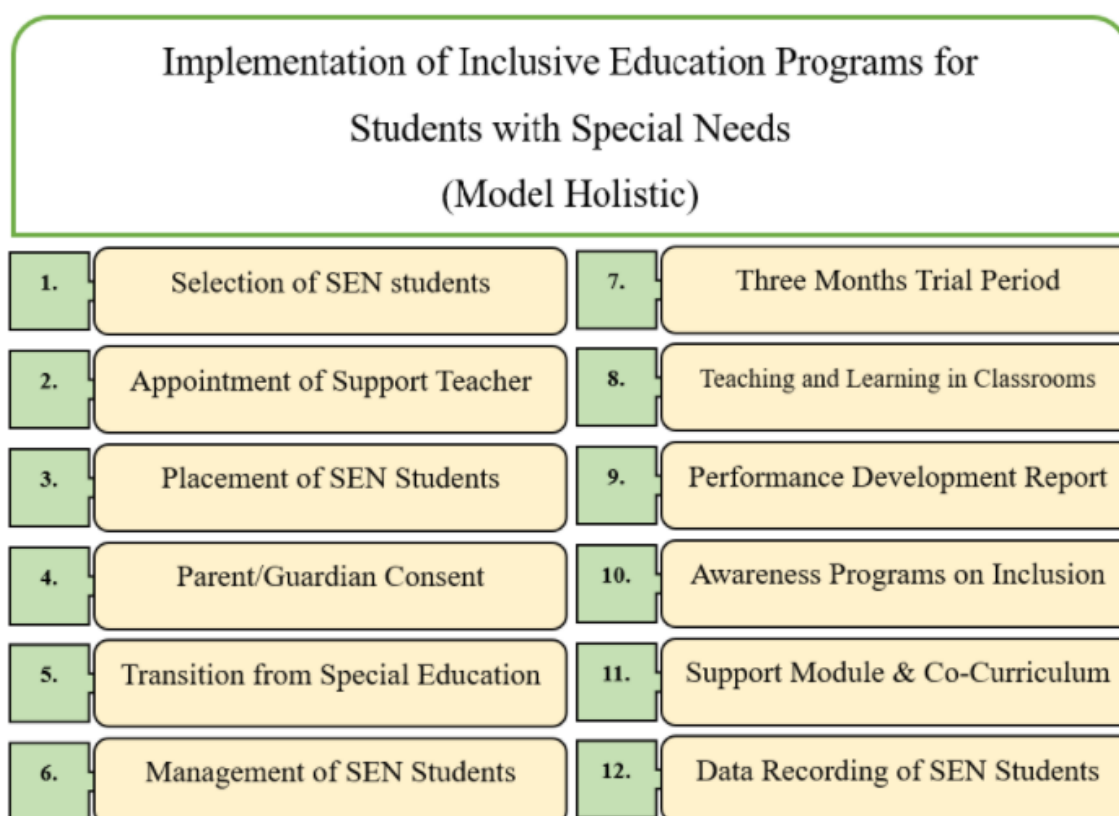 Implementation of Inclusive Education Programs for
Students with Special Needs
(Model Holistic)
1. Selection of SEN students
2. Appointment of Support Teacher
3. Placement of SEN Students
4. Parent/Guardian Consent
5. Transition from Special Education
6. Management of SEN Students
7. Three Months Trial Period
8. Teaching and Learning in Classrooms
9. Performance Development Report
10. Awareness Programs on Inclusion
11. Support Module & Co-Curriculum
12. Data Recording of SEN Students